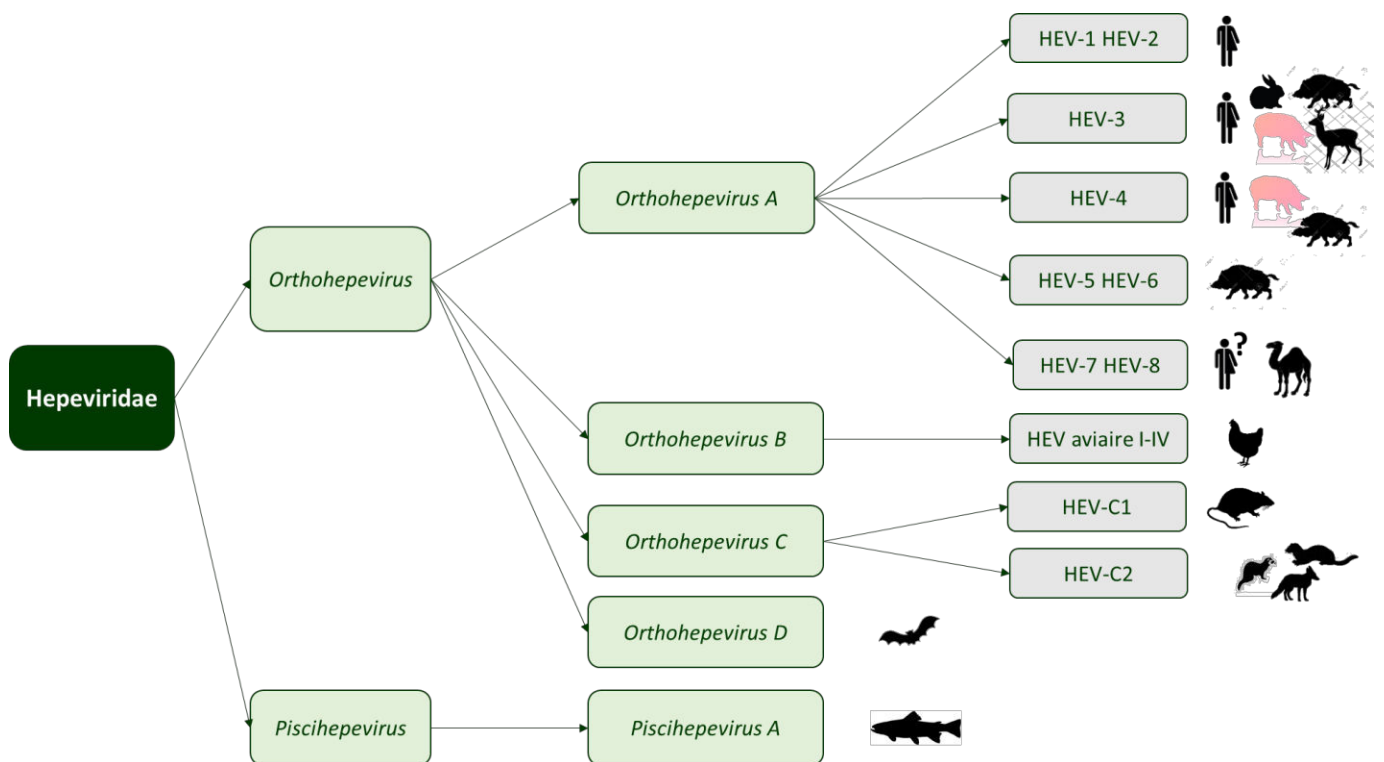 HEV-1 HEV-2
HEV-3
Orthohepevirus A
HEV-4
Orthohepevirus
HEV-5 HEV-6
HEV-7 HEV-8
?
Hepeviridae
Orthohepevirus B
HEV aviaire I-IV
HEV-C1
Orthohepevirus C
HEV-C2
Orthohepevirus D
Piscihepevirus
Piscihepevirus A